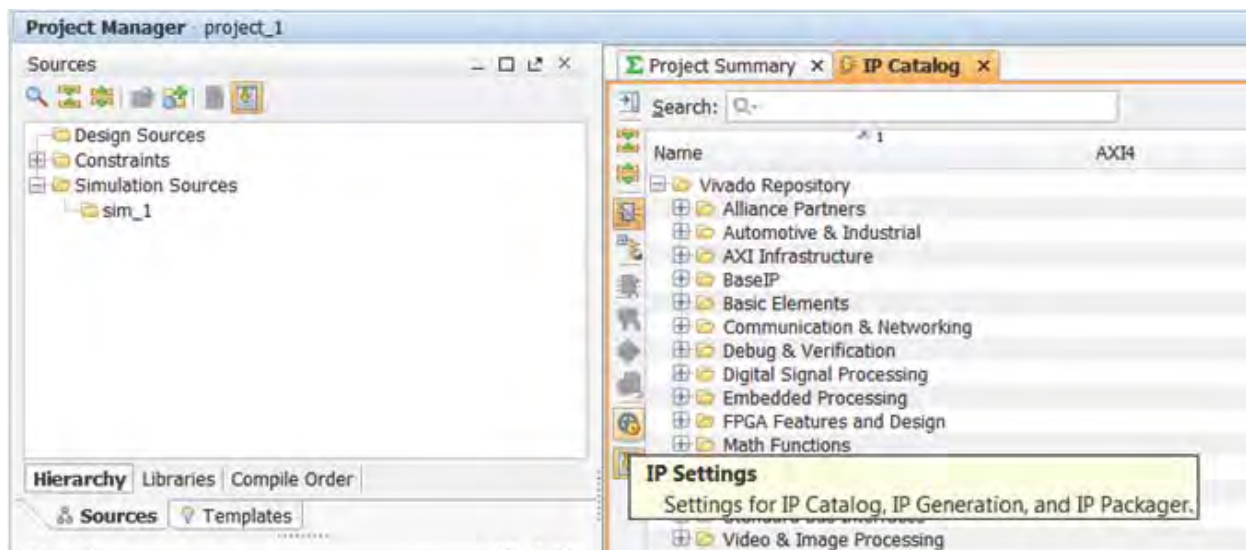 Project Manager - project_1
Sources
Design Sources
Constraints
Simulation Sources
sim_1
Hierarchy Libraries Compile Order
Sources Templates
Project Summary IP Catalog
Search:
Name 1 AXI4
Vivado Repository
Alliance Partners
Automotive & Industrial
AXI Infrastructure
BaseIP
Basic Elements
Communication & Networking
Debug & Verification
Digital Signal Processing
Embedded Processing
FPGA Features and Design
Math Functions
IP Settings
Settings for IP Catalog, IP Generation, and IP Packager.
Video & Image Processing